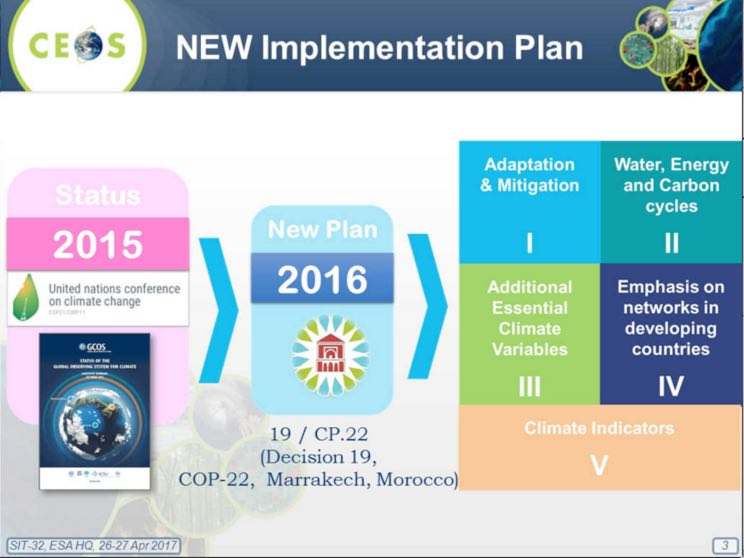 CEOS
NEW Implementation Plan
Status
2015
United nations conference
on climate change
COP21/CMP11
GCOS
STATUS OF THE
GLOBAL OBSERVING SYSTEM FOR CLIMATE
New Plan
2016
19 / CP.22
(Decision 19,
COP-22, Marrakech, Morocco)
Adaptation
& Mitigation
I
Water, Energy
and Carbon
cycles
II
Additional
Essential
Climate
Variables
III
Emphasis on
networks in
developing
countries
IV
Climate Indicators
V
SIT-32, ESA HQ, 26-27 Apr 2017
3